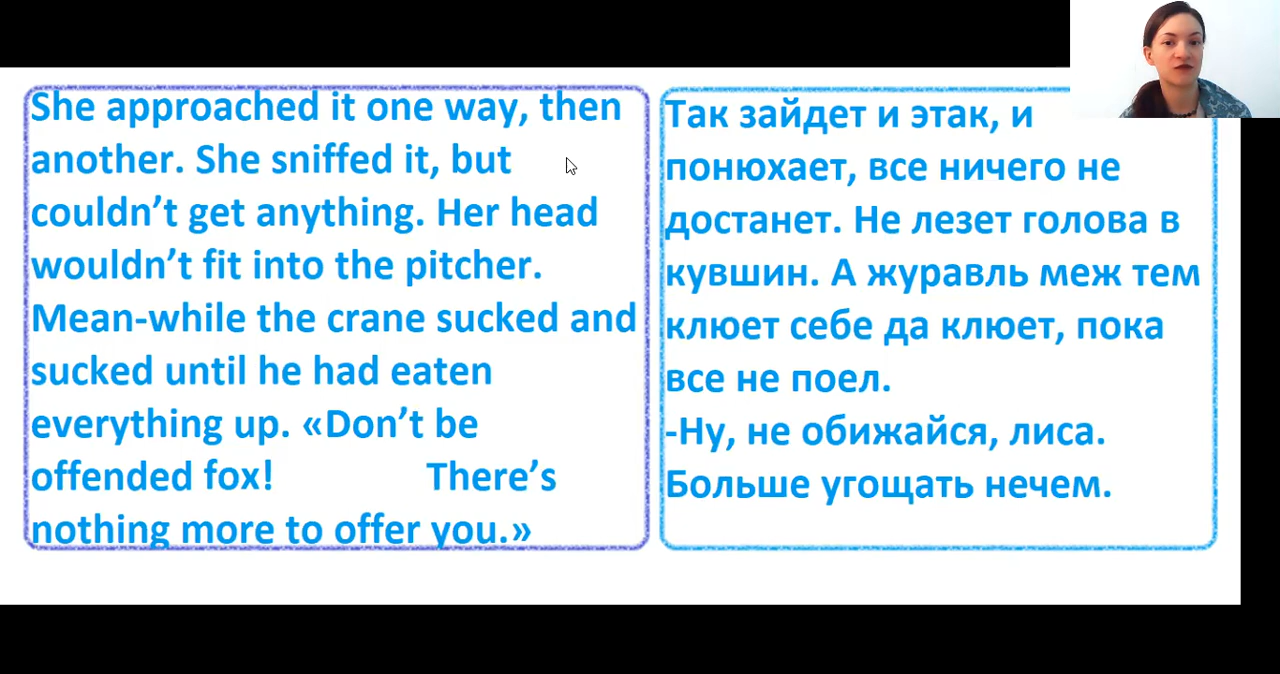 She approached it one way, then
another. She sniffed it, but
couldn’t get anything. Her head
wouldn’t fit into the pitcher.
Mean-while the crane sucked and
sucked until he had eaten
everything up. «Don’t be
offended fox! There’s
nothing more to offer you.»
Так зайдет и этак, и
понюхает, все ничего не
достанет. Не лезет голова в
кувшин. А журавль меж тем
клюет себе да клюет, пока
все не поел.
-Ну, не обижайся, лиса.
Больше угощать нечем.